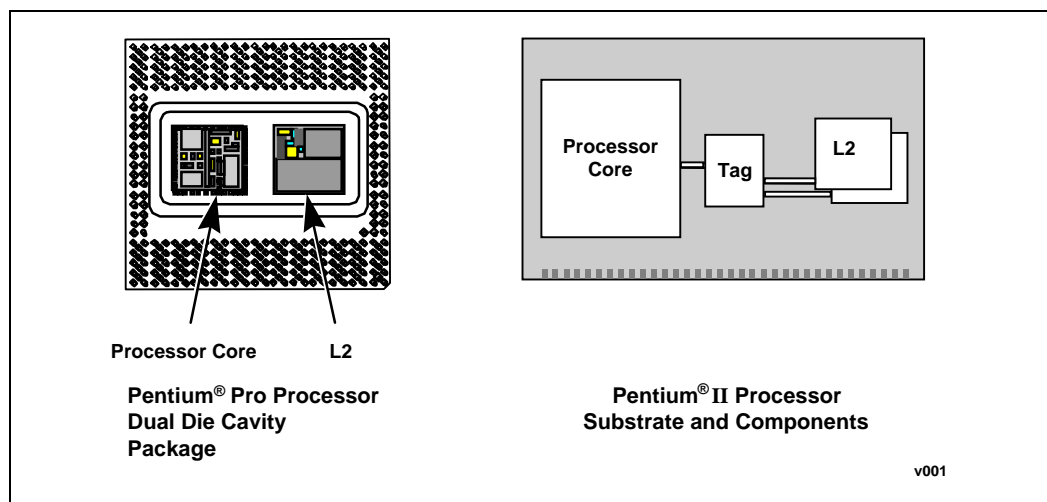 Processor Core
L2
Pentium® Pro Processor
Dual Die Cavity
Package
Processor
Core
Tag
L2
Pentium® II Processor
Substrate and Components
v001